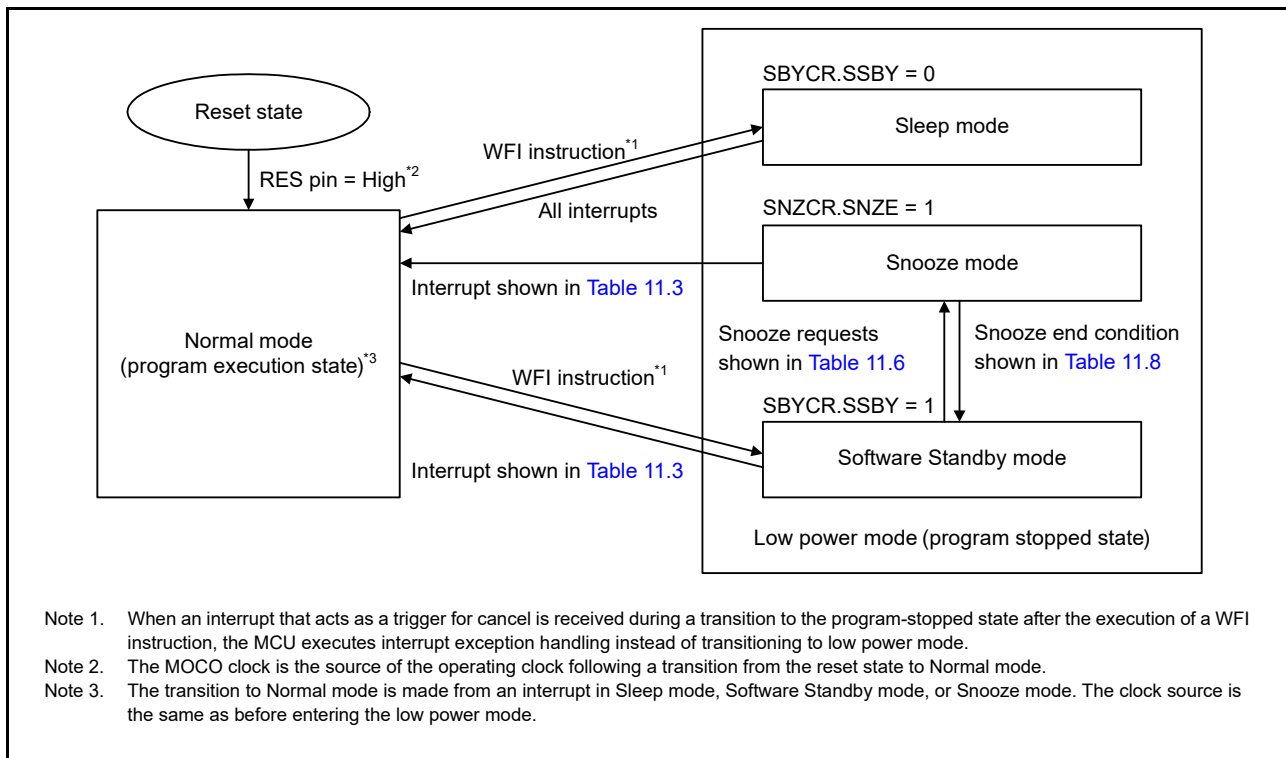 Reset state
RES pin = High*2
Normal mode
(program execution state)*3
WFI instruction*1
All interrupts
Interrupt shown in Table 11.3
WFI instruction*1
Interrupt shown in Table 11.3
SBYCR.SSBY = 0
Sleep mode
SNZCR.SNZE = 1
Snooze mode
Snooze requests
shown in Table 11.6
Snooze end condition
shown in Table 11.8
SBYCR.SSBY = 1
Software Standby mode
Low power mode (program stopped state)
Note 1. When an interrupt that acts as a trigger for cancel is received during a transition to the program-stopped state after the execution of a WFI
instruction, the MCU executes interrupt exception handling instead of transitioning to low power mode.
Note 2. The MOCO clock is the source of the operating clock following a transition from the reset state to Normal mode.
Note 3. The transition to Normal mode is made from an interrupt in Sleep mode, Software Standby mode, or Snooze mode. The clock source is
the same as before entering the low power mode.